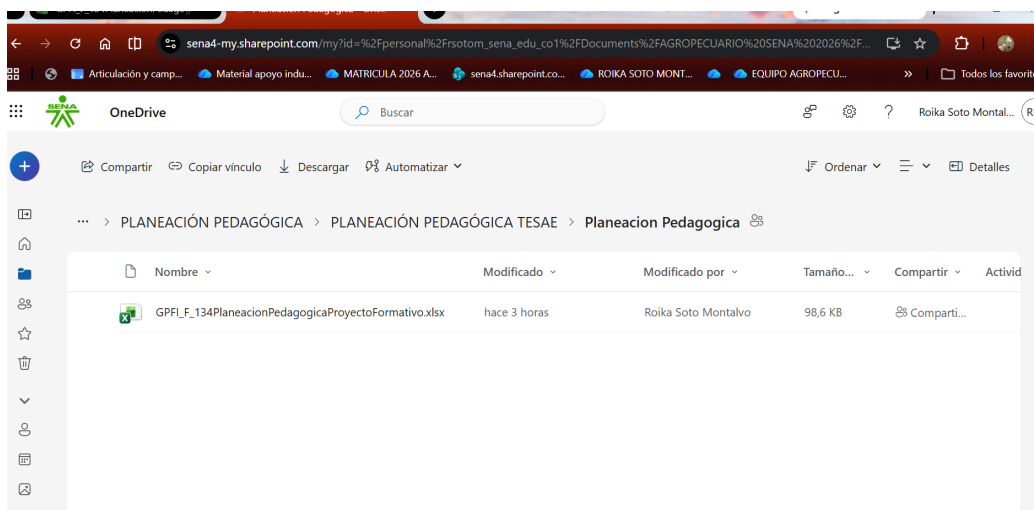 sena4-my.sharepoint.com/my?id=%2Fpersonal%2Frsotom_sena_edu_co1%2FDocuments%2FAGROPECUARIO%20SENA%202026%2F...
Articulación y camp... Material apoyo indu... MATRICULA 2026 A... sena4.sharepoint.co... ROIKA SOTO MONT... EQUIPO AGROPECU... » Todos los favorit
SENA OneDrive Buscar ? Roika Soto Montal... R
Compartir Copiar vínculo Descargar Automatizar Ordenar Detalles
... > PLANEACIÓN PEDAGÓGICA > PLANEACIÓN PEDAGÓGICA TESAE > Planeacion Pedagogica
Nombre Modificado Modificado por Tamaño... Compartir Activid
GPFI_F_134PlaneacionPedagogicaProyectoFormativo.xlsx hace 3 horas Roika Soto Montalvo 98,6 KB Comparti...